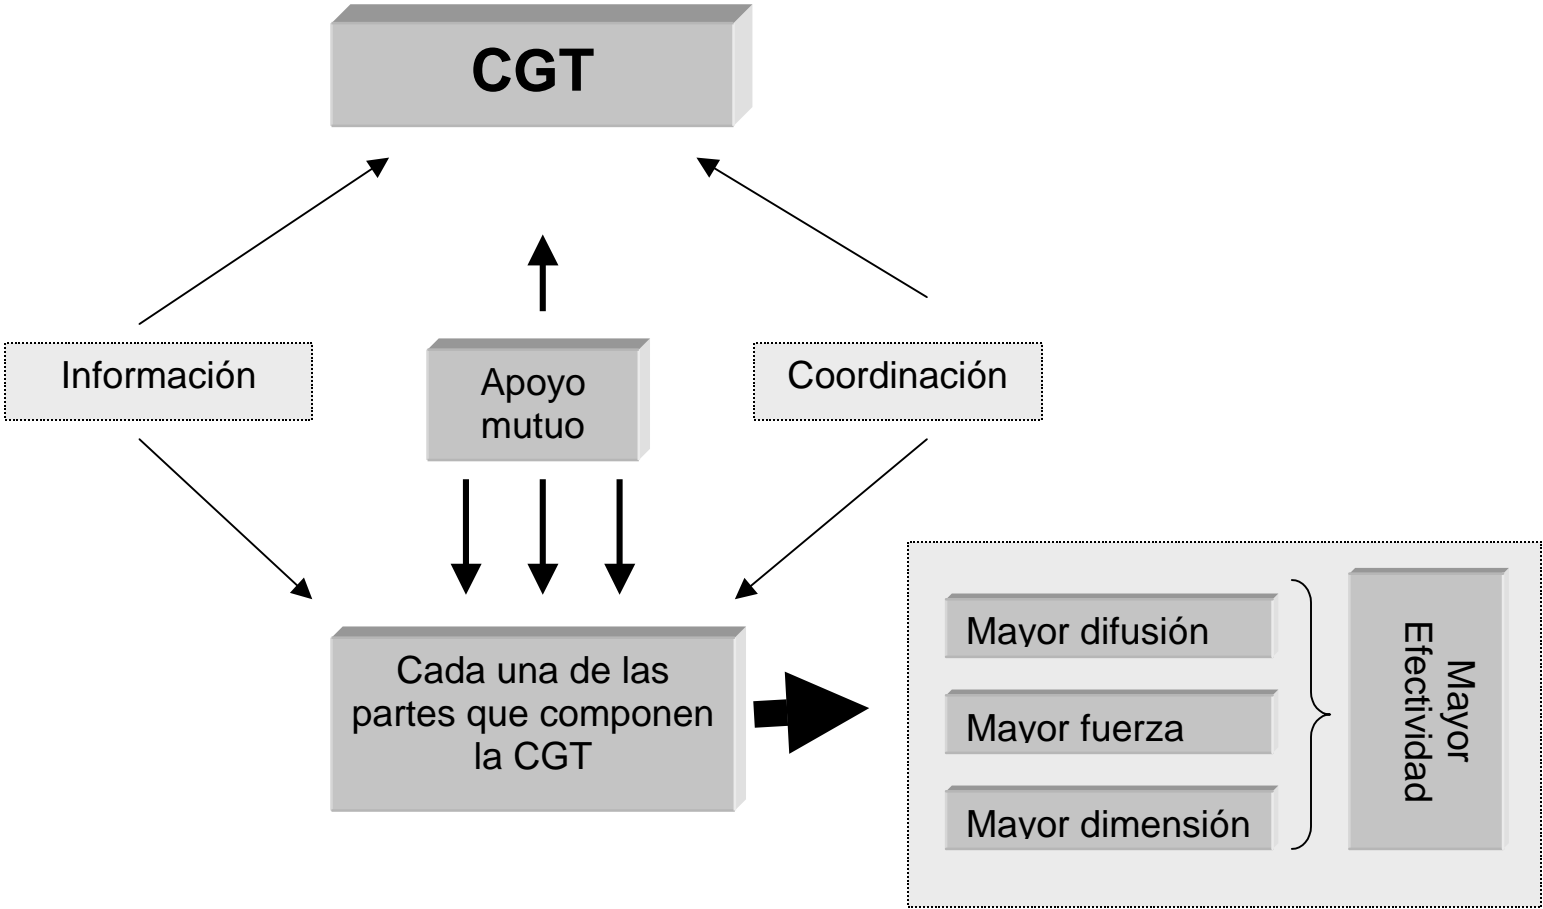 CGT
Información
Apoyo
mutuo
Coordinación
Cada una de las
partes que componen
la CGT
Mayor difusión
Mayor fuerza
Mayor dimensión
Mayor
Efectividad